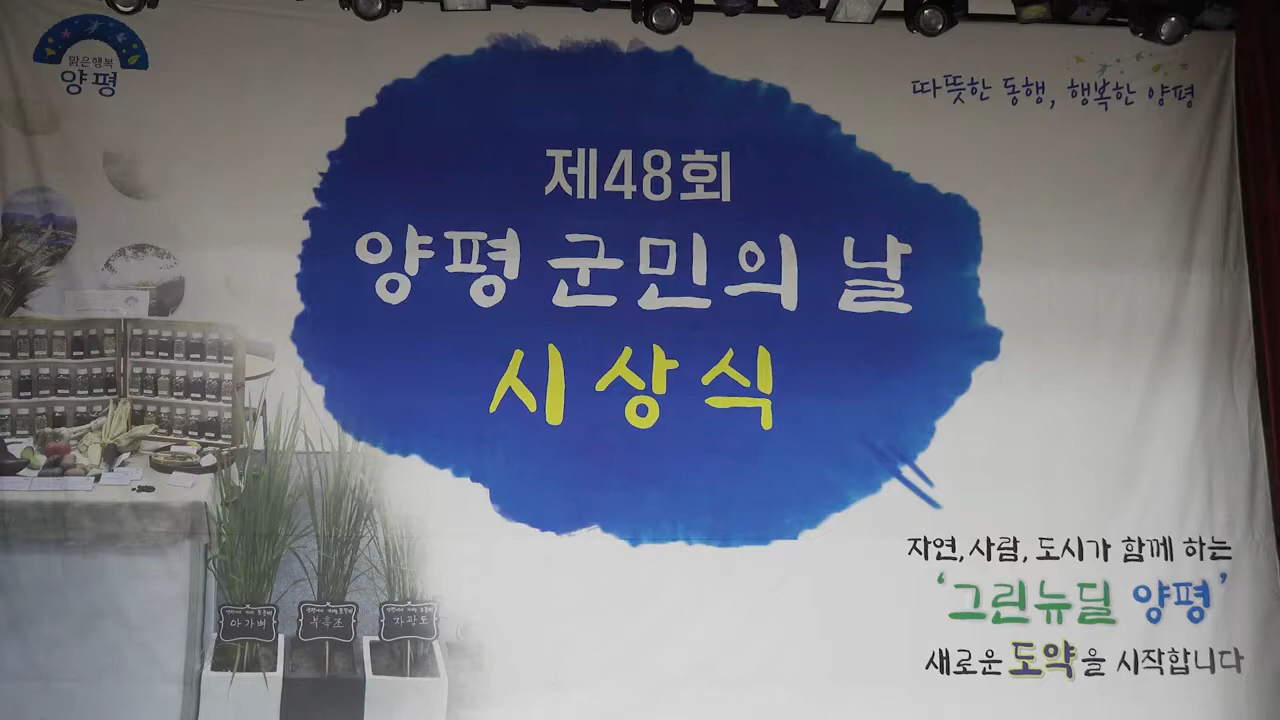 맑은행복
양평
따뜻한 동행, 행복한 양평
제48회
양평 군민의 날
시상식
자연, 사람, 도시가 함께 하는
'그린뉴딜 양평'
새로운 도약을 시작합니다
아가벼
북흑조
자광도